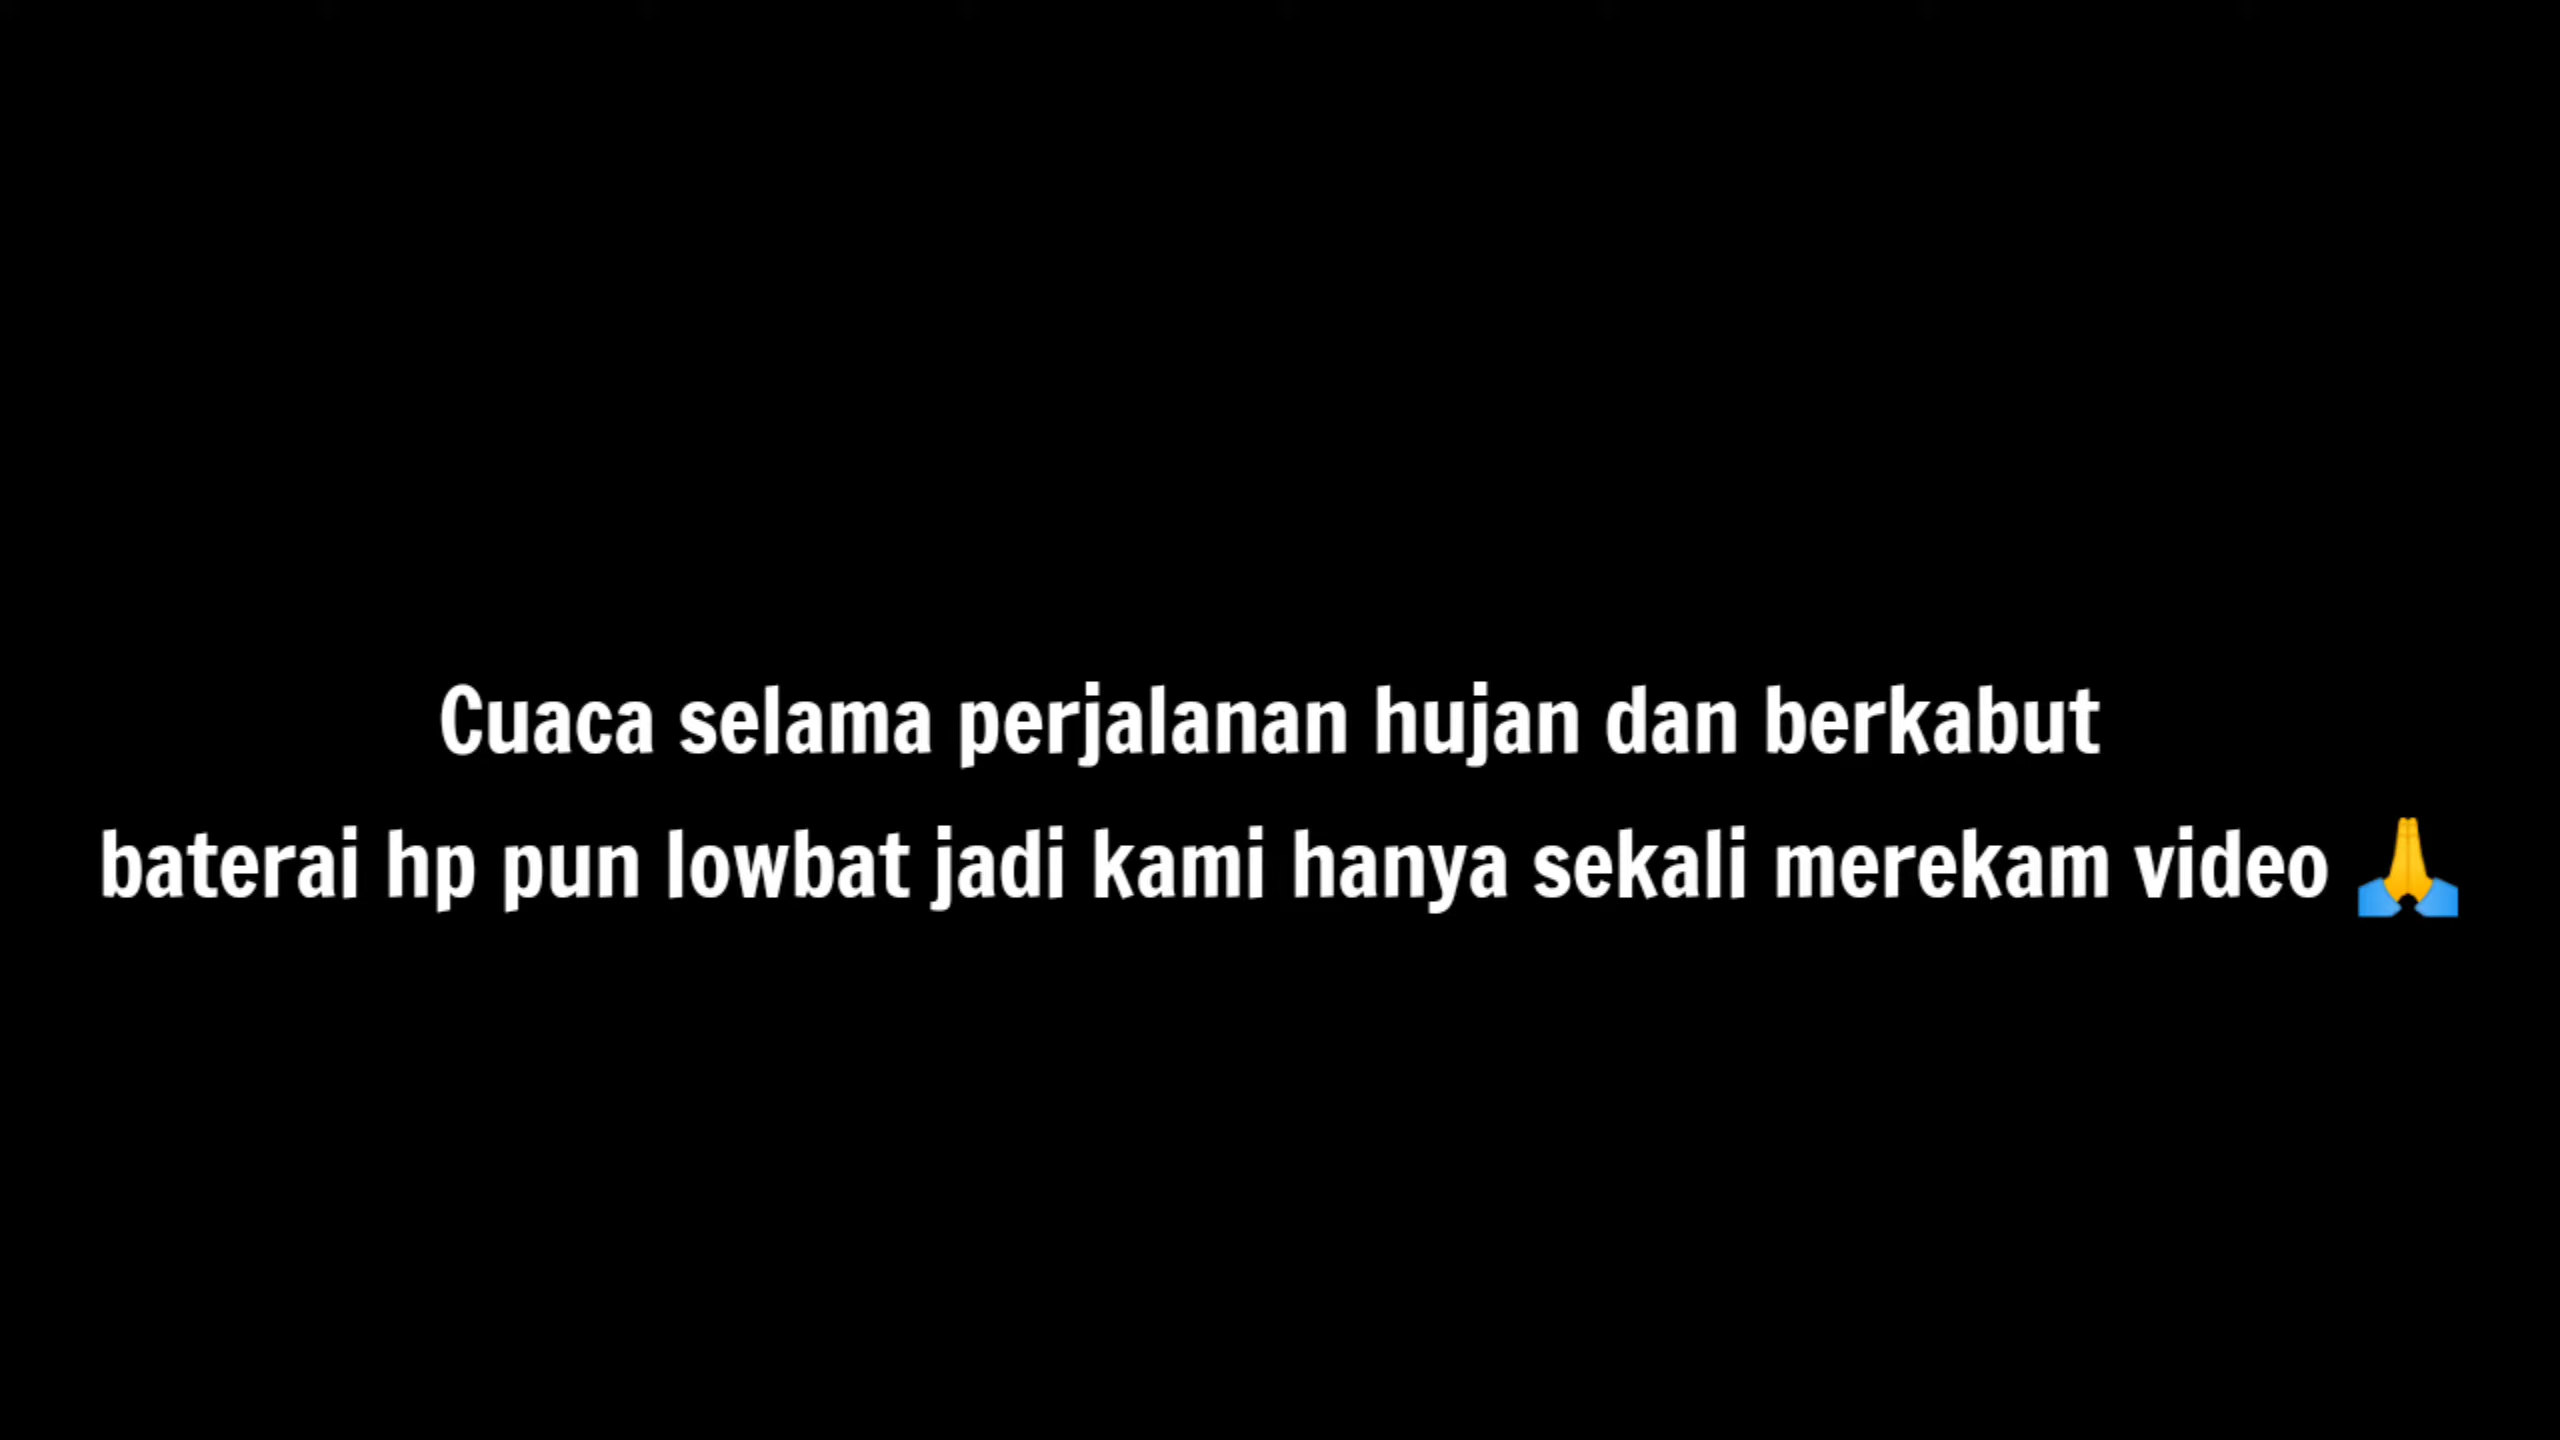 Cuaca selama perjalanan hujan dan berkabut
baterai hp pun lowbat jadi kami hanya sekali merekam video 🙏